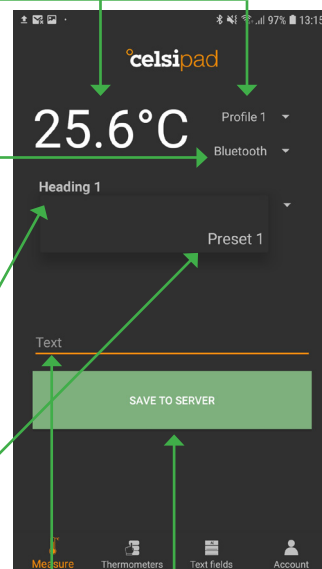 97% 13:15
°celsipad
25.6°C
Profile 1
Bluetooth
Heading 1
Preset 1
Text
SAVE TO SERVER
Measure Thermometers Text fields Account